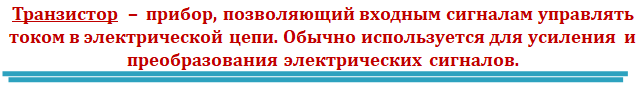 Транзистор – прибор, позволяющий входным сигналам управлять
током в электрической цепи. Обычно используется для усиления и
преобразования электрических сигналов.